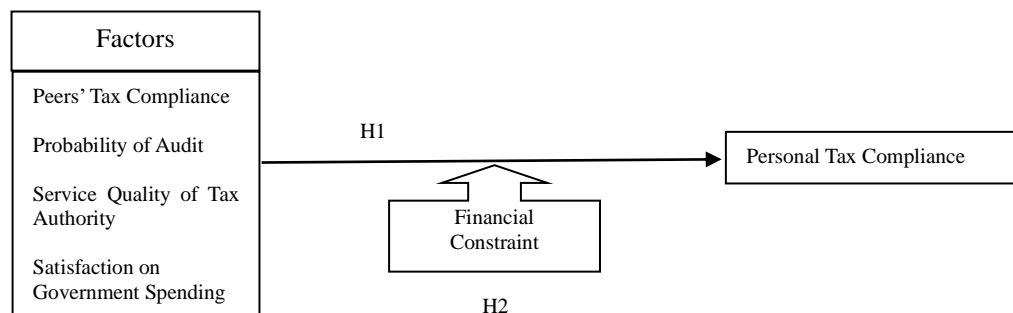 Factors
Peers' Tax Compliance
Probability of Audit
Service Quality of Tax
Authority
Satisfaction on
Government Spending
H1
Financial
Constraint
H2
Personal Tax Compliance